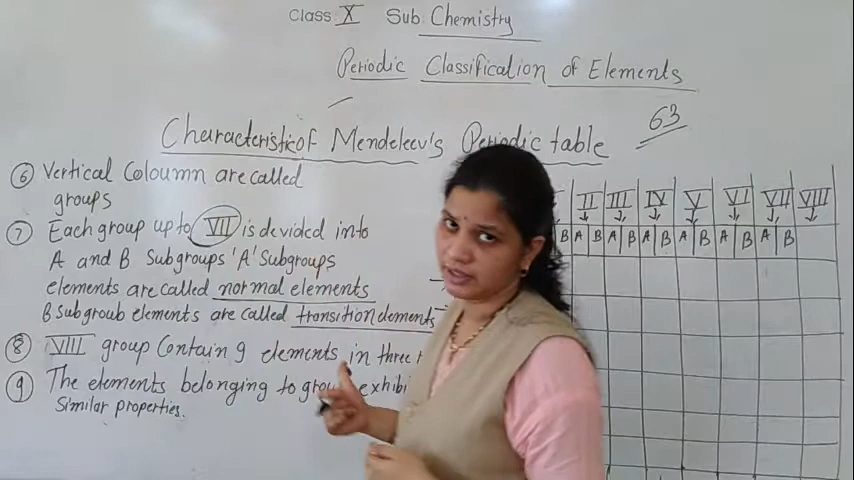 Class X Sub Chemistry
Periodic Classification of Elements
Characteristic of Mendeleev's Periodic table
63
⑥ Vertical Coloumn are called
groups
⑦ Each group up to VII is devided into
A and B Subgroups 'A' Subgroups
elements are called normal elements
B Subgroub elements are called transition elements
⑧ VIII group Contain 9 elements in three
⑨ The elements belonging to exhibi
Similar properties.
II III IV V VI VII VIII
B A B A B A B A B A B A B